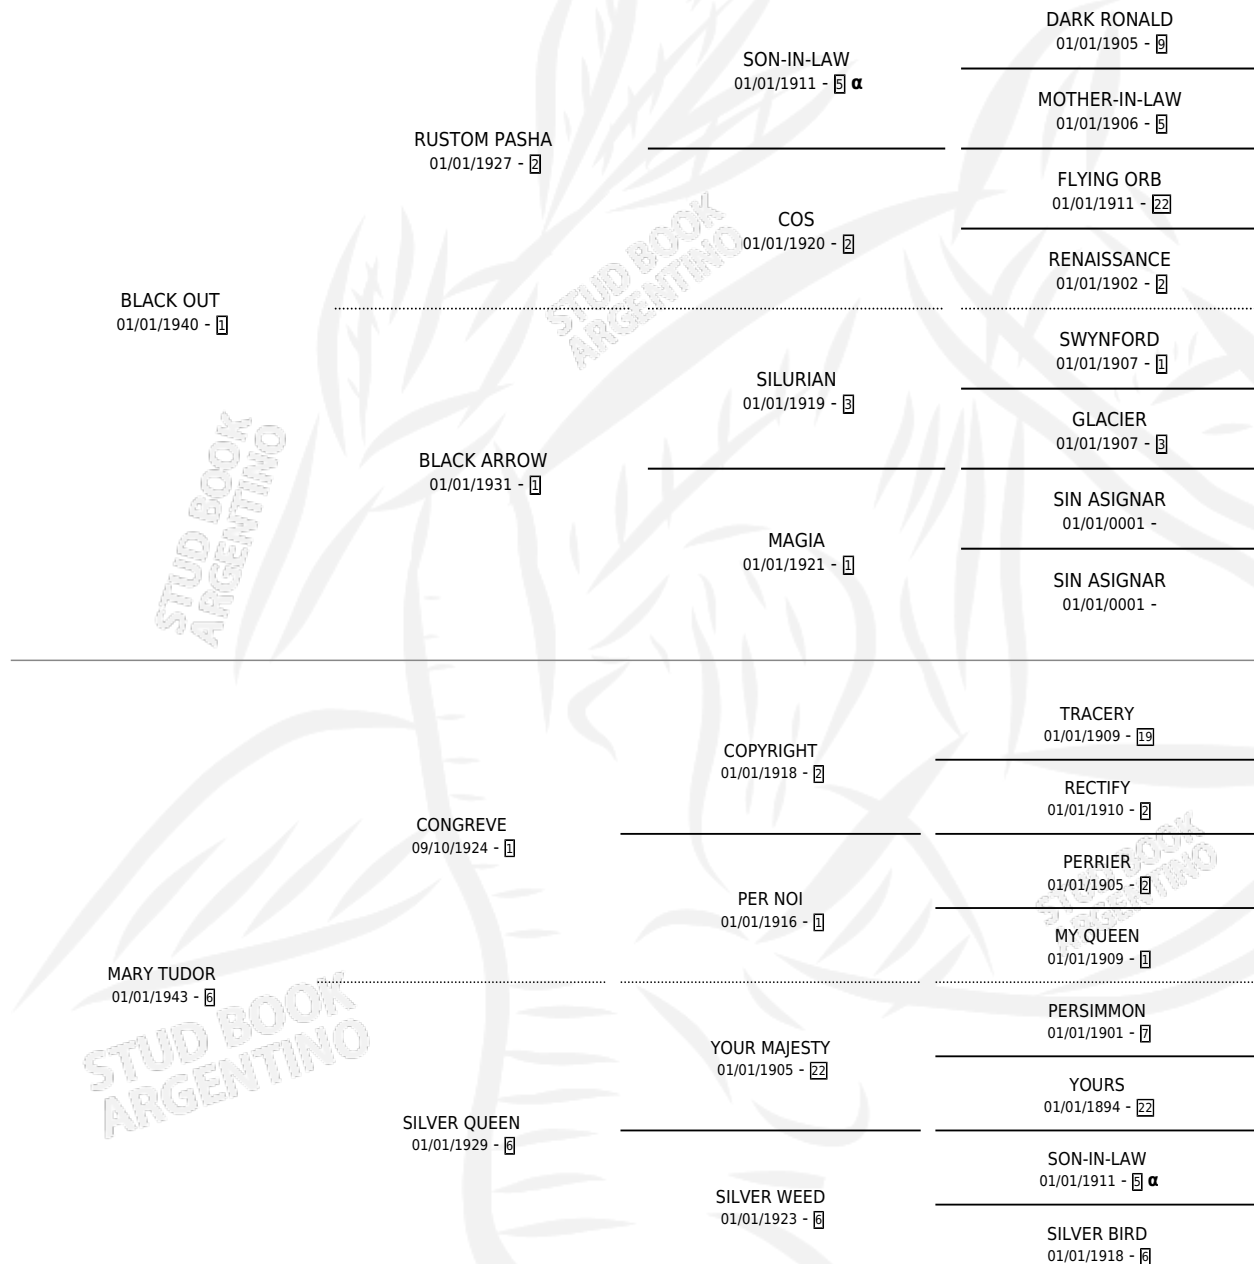 DARK RONALD
01/01/1905 - 9
SON-IN-LAW
01/01/1911 - 5 α
MOTHER-IN-LAW
01/01/1906 - 5
RUSTOM PASHA
01/01/1927 - 2
FLYING ORB
01/01/1911 - 22
COS
01/01/1920 - 2
RENAISSANCE
01/01/1902 - 2
BLACK OUT
01/01/1940 - 1
SWYNFORD
01/01/1907 - 1
SILURIAN
01/01/1919 - 3
GLACIER
01/01/1907 - 3
BLACK ARROW
01/01/1931 - 1
SIN ASIGNAR
01/01/0001 -
MAGIA
01/01/1921 - 1
SIN ASIGNAR
01/01/0001 -
TRACERY
01/01/1909 - 19
COPYRIGHT
01/01/1918 - 2
RECTIFY
01/01/1910 - 2
CONGREVE
09/10/1924 - 1
PERRIER
01/01/1905 - 2
PER NOI
01/01/1916 - 1
MY QUEEN
01/01/1909 - 1
MARY TUDOR
01/01/1943 - 6
PERSIMMON
01/01/1901 - 7
YOUR MAJESTY
01/01/1905 - 22
YOURS
01/01/1894 - 22
SILVER QUEEN
01/01/1929 - 6
SON-IN-LAW
01/01/1911 - 5 α
SILVER WEED
01/01/1923 - 6
SILVER BIRD
01/01/1918 - 6
STUD BOOK
ARGENTINO
STUD BOOK
ARGENTINO
STUD BOOK
ARGENTINO
STUD BOOK
ARGENTINO